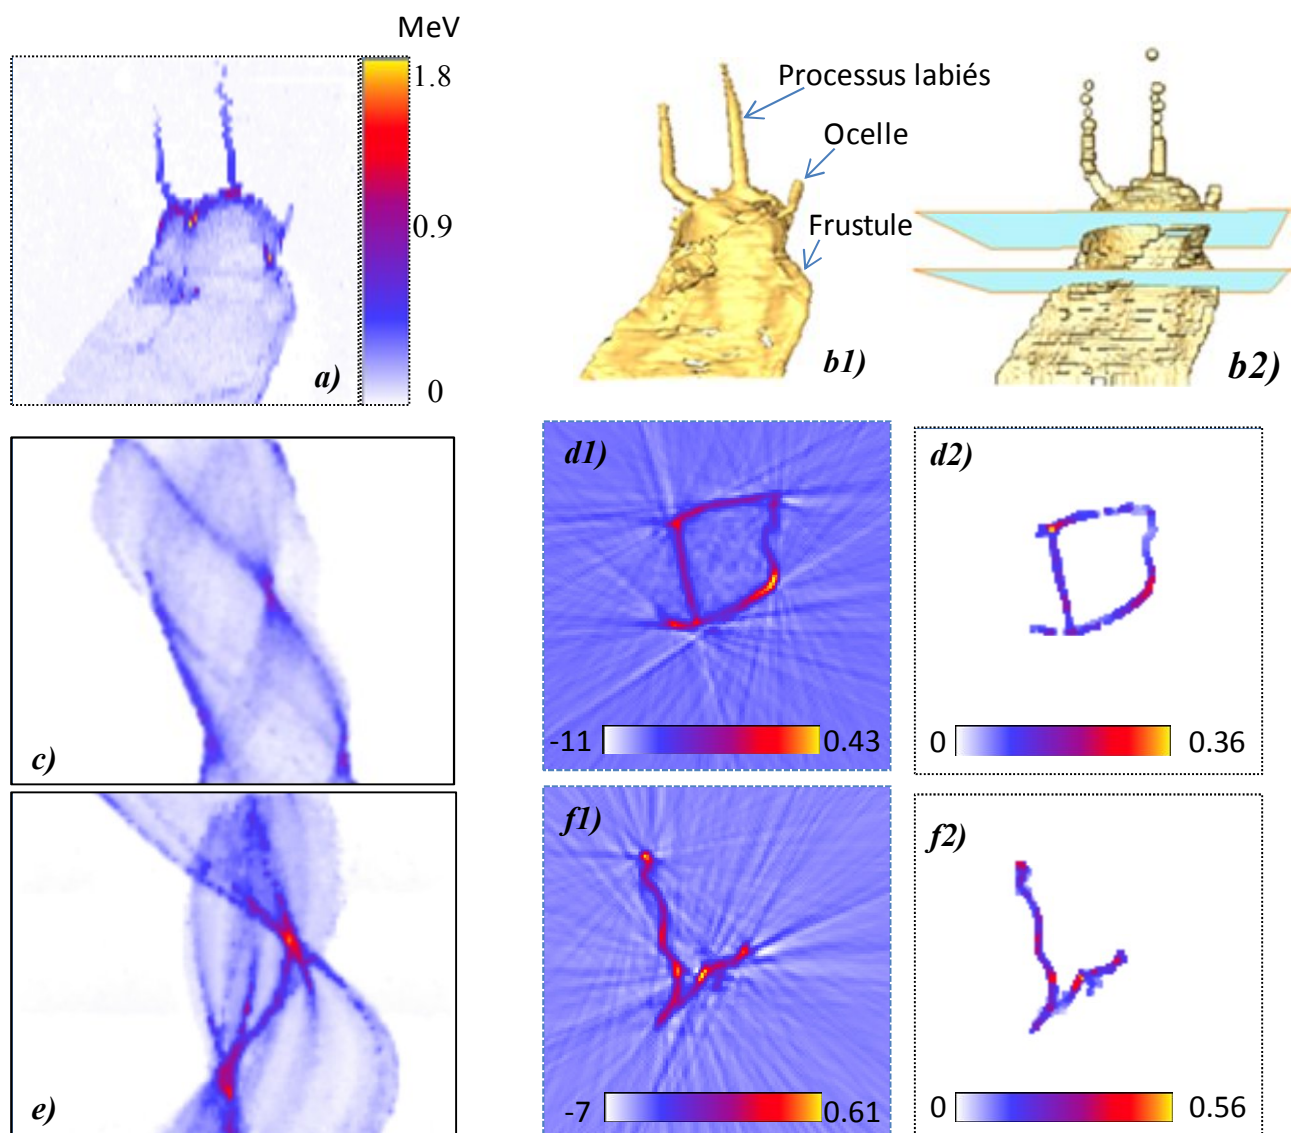 MeV
1.8
0.9
0
a)
Processus labiés
Ocelle
Frustule
b1)
b2)
c)
d1)
-11
0.43
d2)
0
0.36
e)
f1)
-7
0.61
f2)
0
0.56